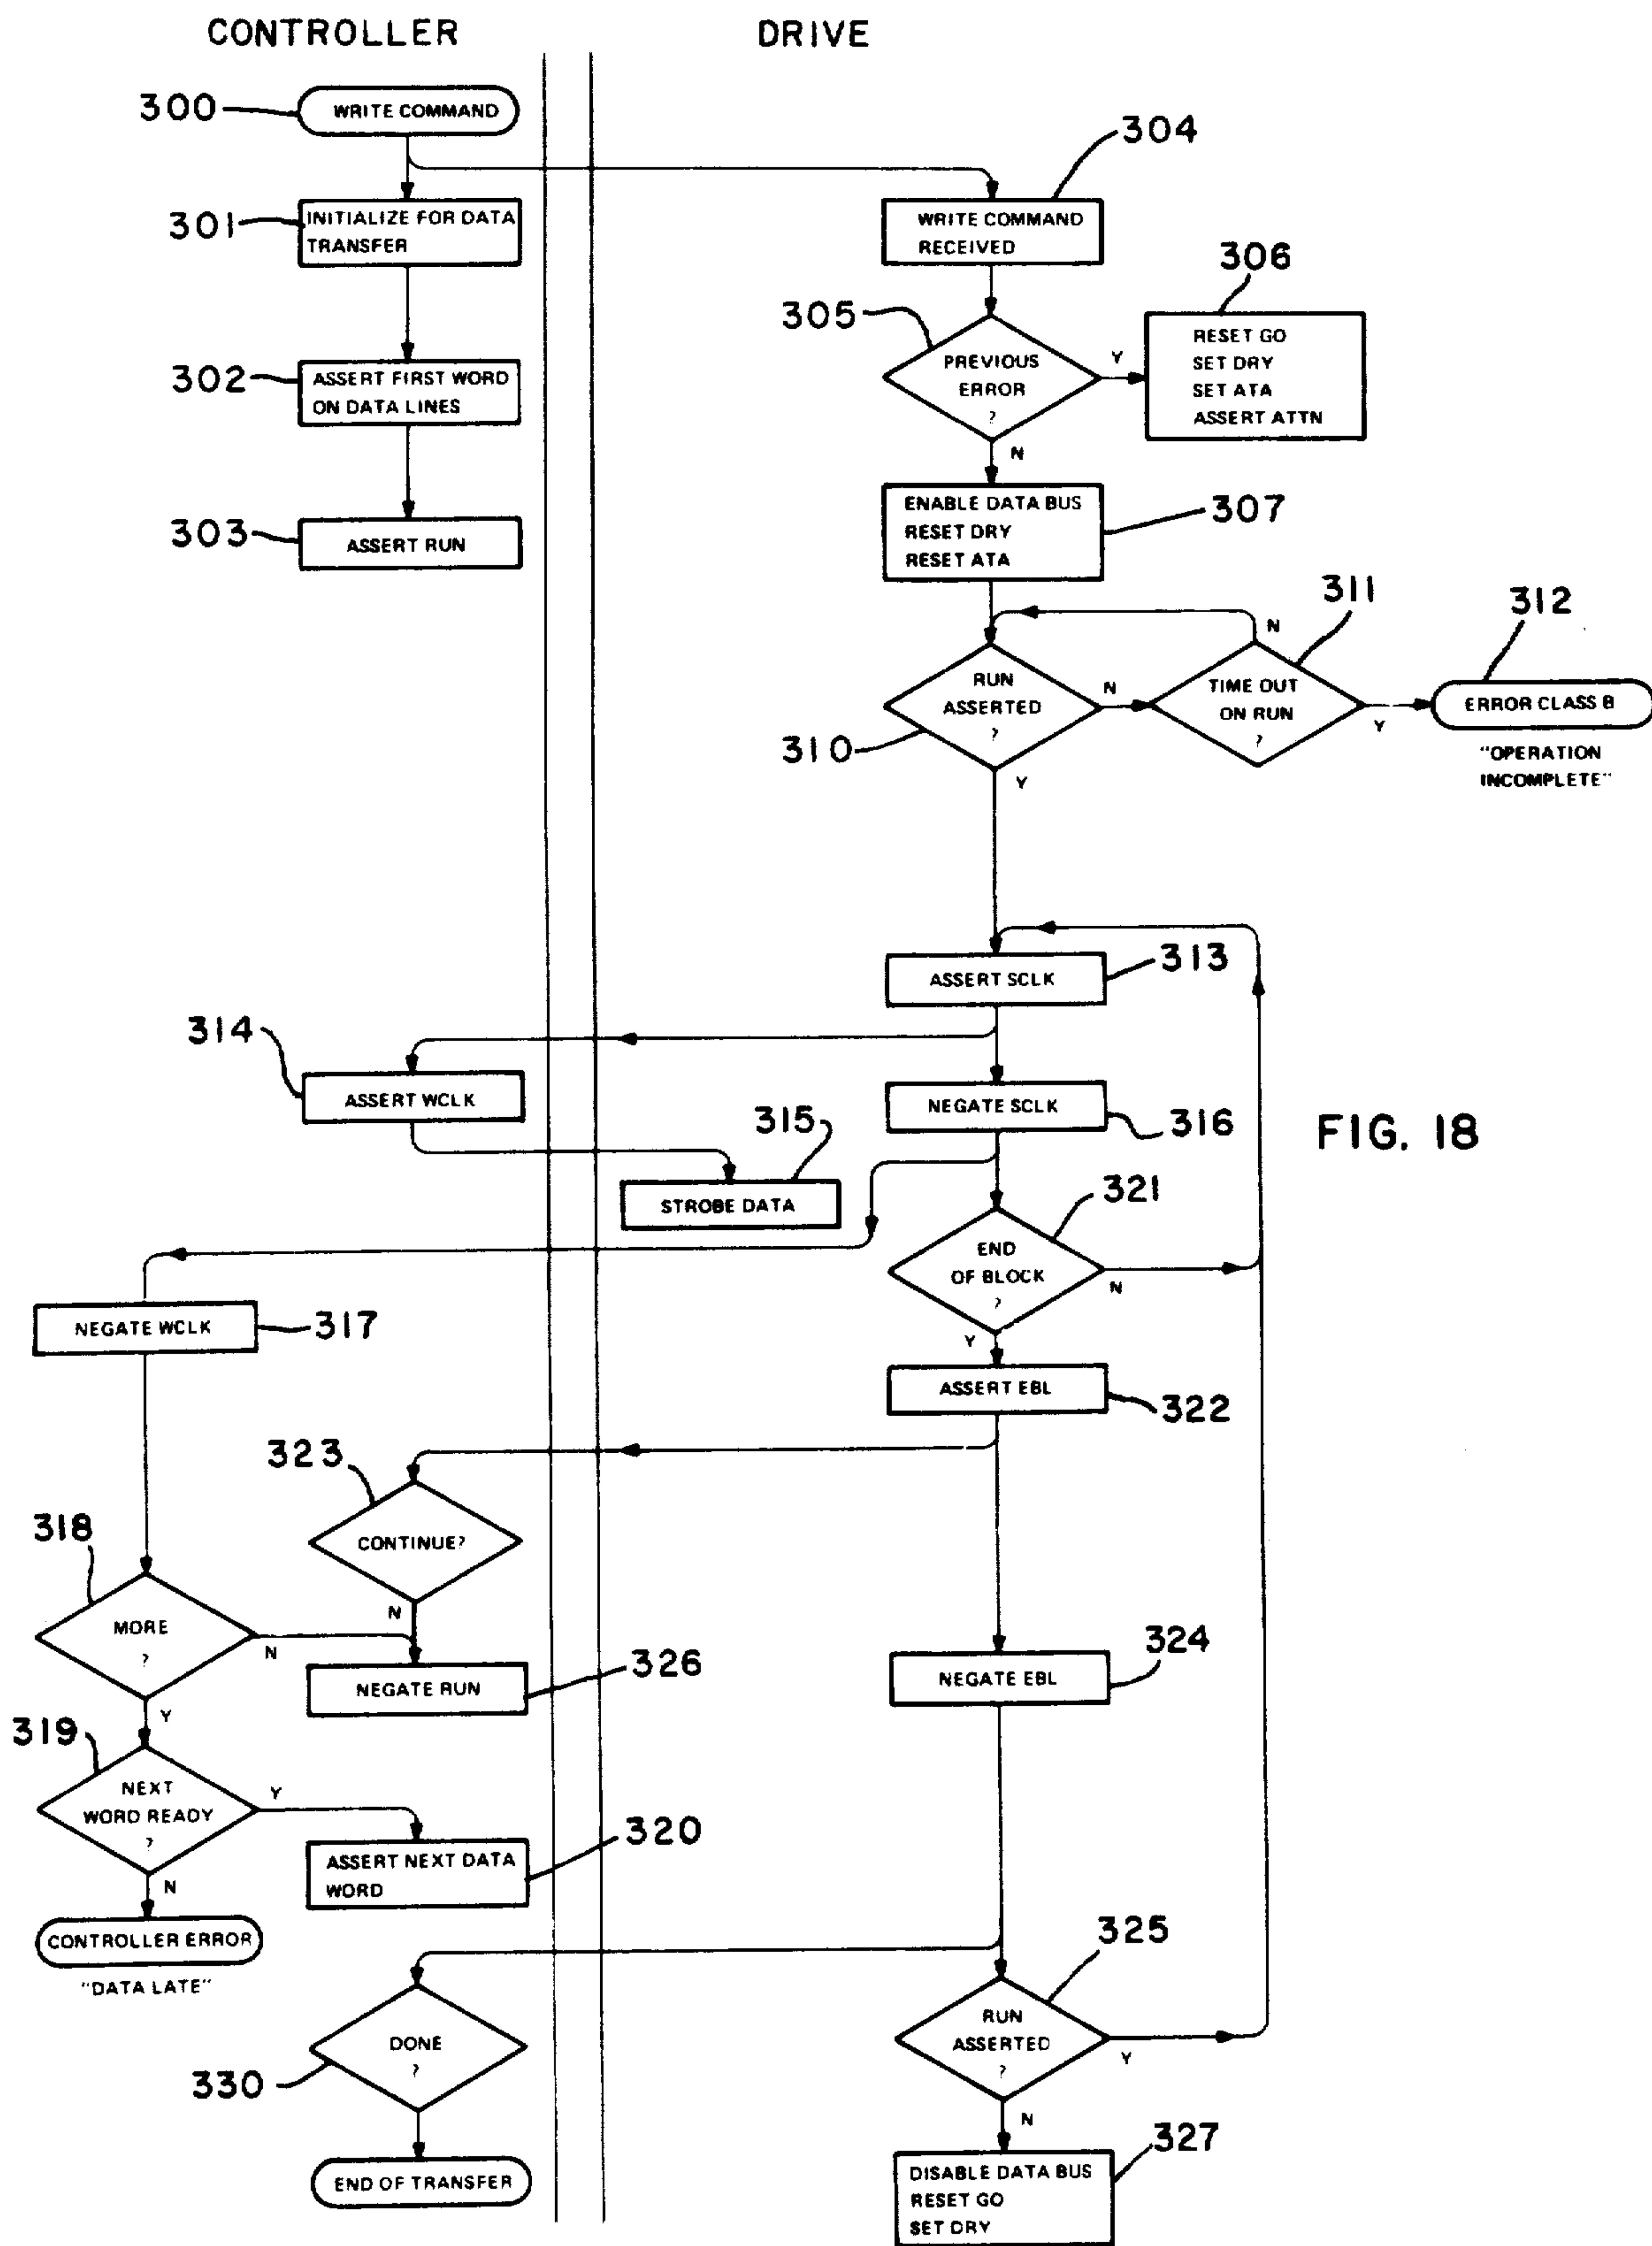 CONTROLLER
DRIVE
300
WRITE COMMAND
304
301
INITIALIZE FOR DATA
TRANSFER
WRITE COMMAND
RECEIVED
306
305
PREVIOUS
ERROR
?
Y
N
RESET GO
SET DRY
SET ATA
ASSERT ATTN
302
ASSERT FIRST WORD
ON DATA LINES
303
ASSERT RUN
ENABLE DATA BUS
RESET DRY
RESET ATA
307
311
312
RUN
ASSERTED
?
N
Y
310
N
TIME OUT
ON RUN
?
Y
ERROR CLASS B
"OPERATION
INCOMPLETE"
ASSERT SCLK
313
314
ASSERT WCLK
NEGATE SCLK
316
FIG. 18
315
STROBE DATA
321
END
OF BLOCK
?
N
Y
NEGATE WCLK
317
ASSERT EBL
322
323
CONTINUE?
N
318
MORE
?
N
Y
NEGATE RUN
326
324
NEGATE EBL
319
NEXT
WORD READY
?
Y
N
320
ASSERT NEXT DATA
WORD
CONTROLLER ERROR
"DATA LATE"
325
RUN
ASSERTED
?
Y
N
DONE
?
330
END OF TRANSFER
327
DISABLE DATA BUS
RESET GO
SET DRY